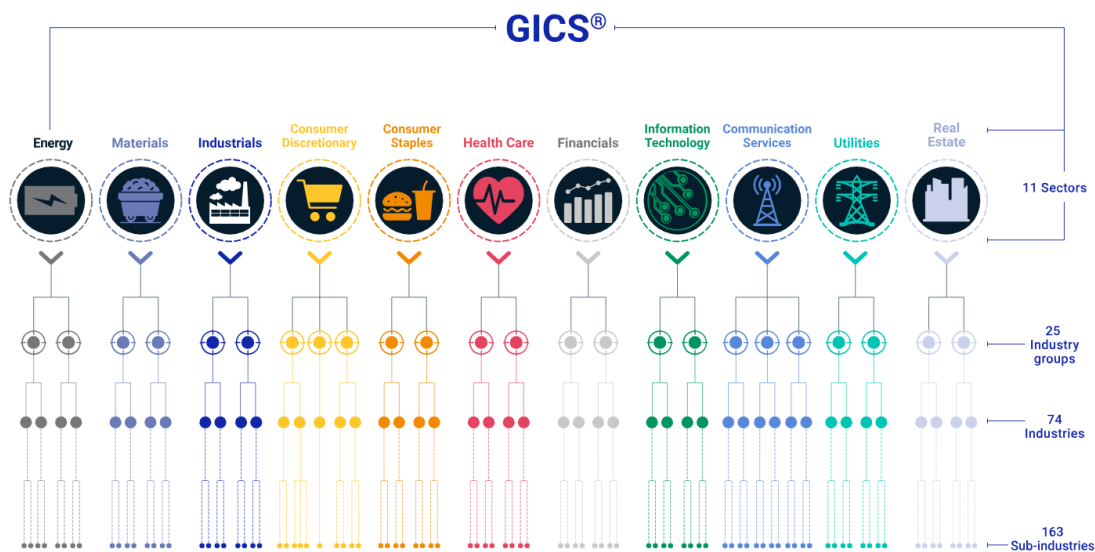 GICS®
Energy
Materials
Industrials
Consumer
Discretionary
Consumer
Staples
Health Care
Financials
Information
Technology
Communication
Services
Utilities
Real
Estate
11 Sectors
25
Industry
groups
74
Industries
163
Sub-industries